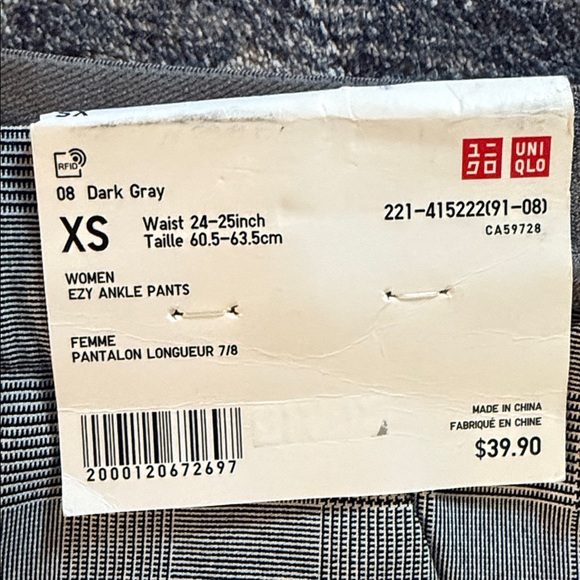 XS
RFID
ユニ
クロ
UNI
QLO
08 Dark Gray
XS
Waist 24-25inch
Taille 60.5-63.5cm
221-415222(91-08)
CA59728
WOMEN
EZY ANKLE PANTS
FEMME
PANTALON LONGUEUR 7/8
MADE IN CHINA
FABRIQUÉ EN CHINE
$39.90
2000120672697